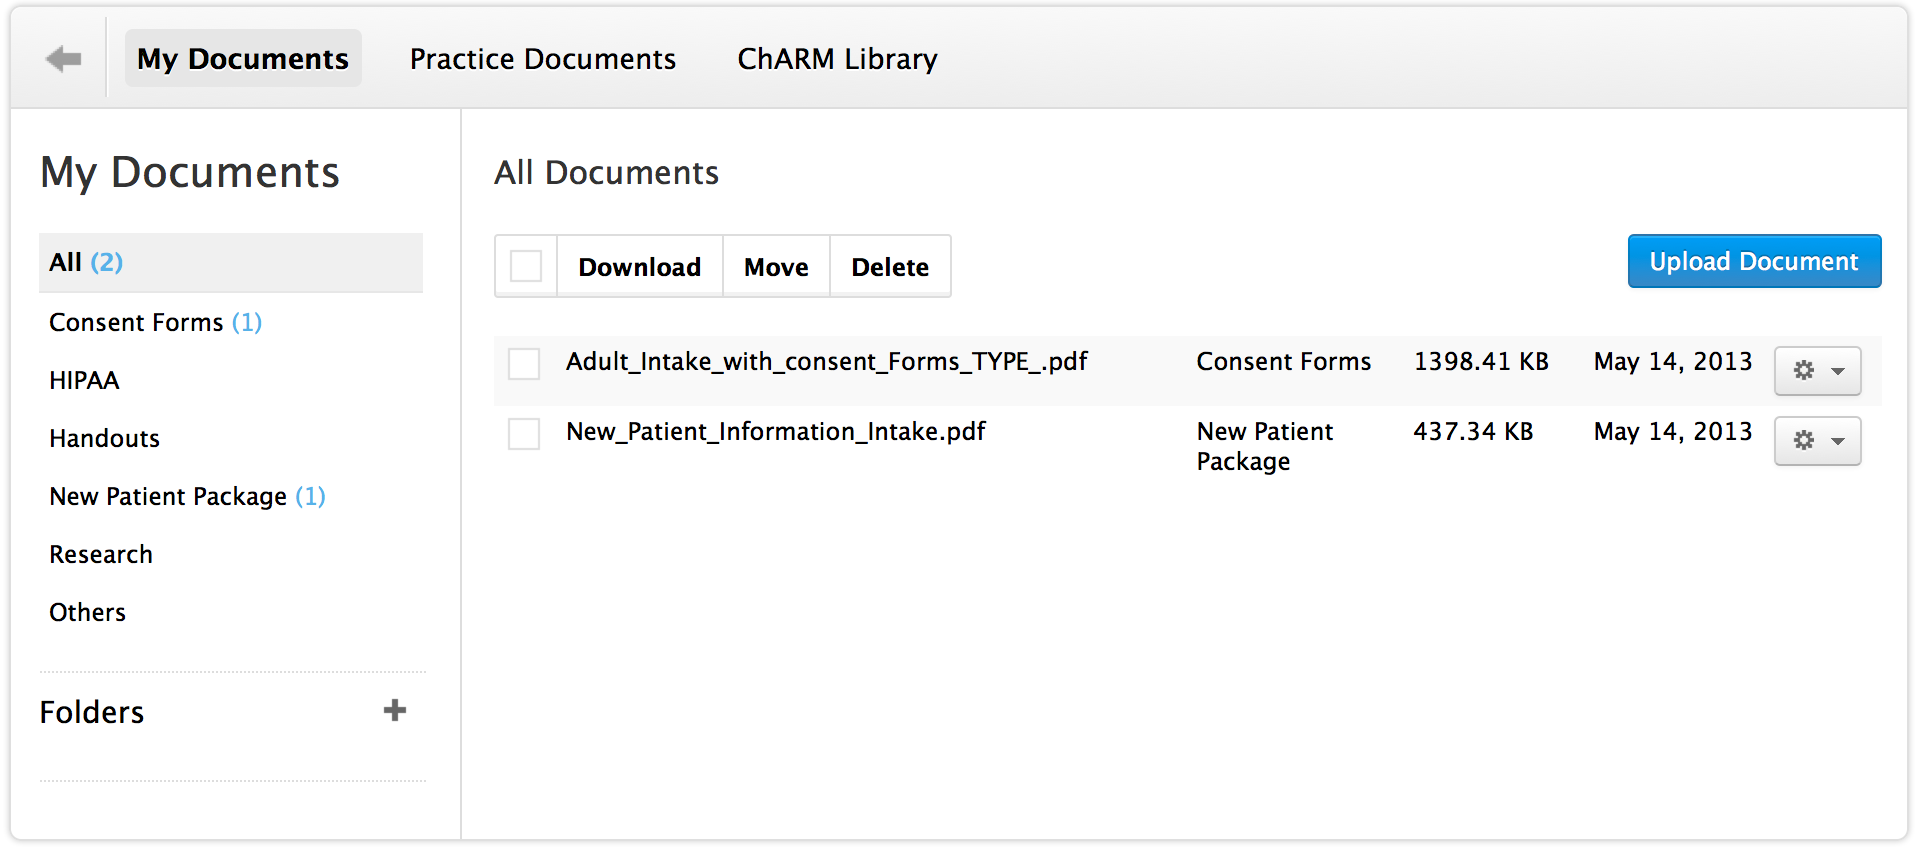 My Documents Practice Documents ChARM Library
My Documents
All (2)
Consent Forms (1)
HIPAA
Handouts
New Patient Package (1)
Research
Others
Folders
All Documents
Download Move Delete
Upload Document
Adult_Intake_with_consent_Forms_TYPE_.pdf Consent Forms 1398.41 KB May 14, 2013
New_Patient_Information_Intake.pdf New Patient 437.34 KB May 14, 2013
Package